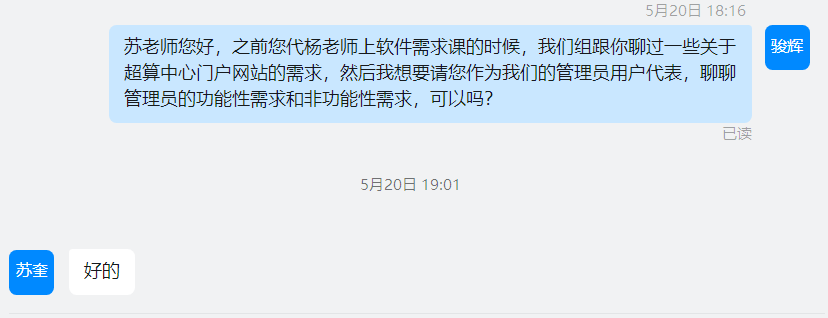 5月20日 18:16
骏辉
苏老师您好，之前您代杨老师上软件需求课的时候，我们组跟你聊过一些关于
超算中心门户网站的需求，然后我想要请您作为我们的管理员用户代表，聊聊
管理员的功能性需求和非功能性需求，可以吗？
已读
5月20日 19:01
苏奎
好的